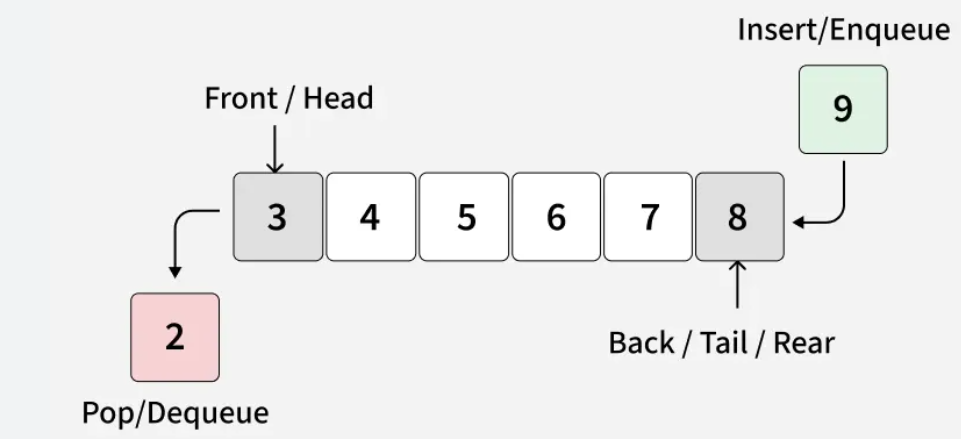 Insert/Enqueue
9
Front / Head
3 4 5 6 7 8
2
Back / Tail / Rear
Pop/Dequeue